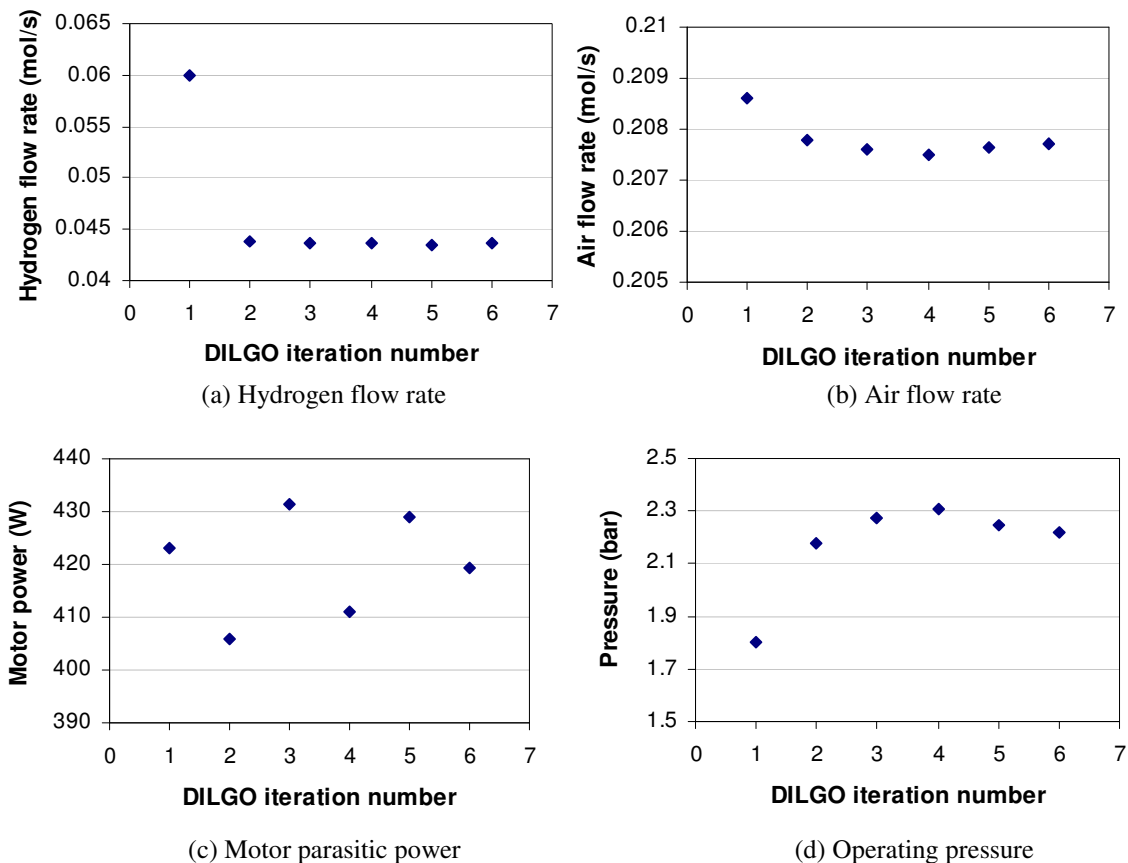 0.065
0.06
0.055
0.05
0.045
0.04
Hydrogen flow rate (mol/s)
0 1 2 3 4 5 6 7
DILGO iteration number
(a) Hydrogen flow rate
0.21
0.209
0.208
0.207
0.206
0.205
Air flow rate (mol/s)
0 1 2 3 4 5 6 7
DILGO iteration number
(b) Air flow rate
440
430
420
410
400
390
Motor power (W)
0 1 2 3 4 5 6 7
DILGO iteration number
(c) Motor parasitic power
2.5
2.3
2.1
1.9
1.7
1.5
Pressure (bar)
0 1 2 3 4 5 6 7
DILGO iteration number
(d) Operating pressure